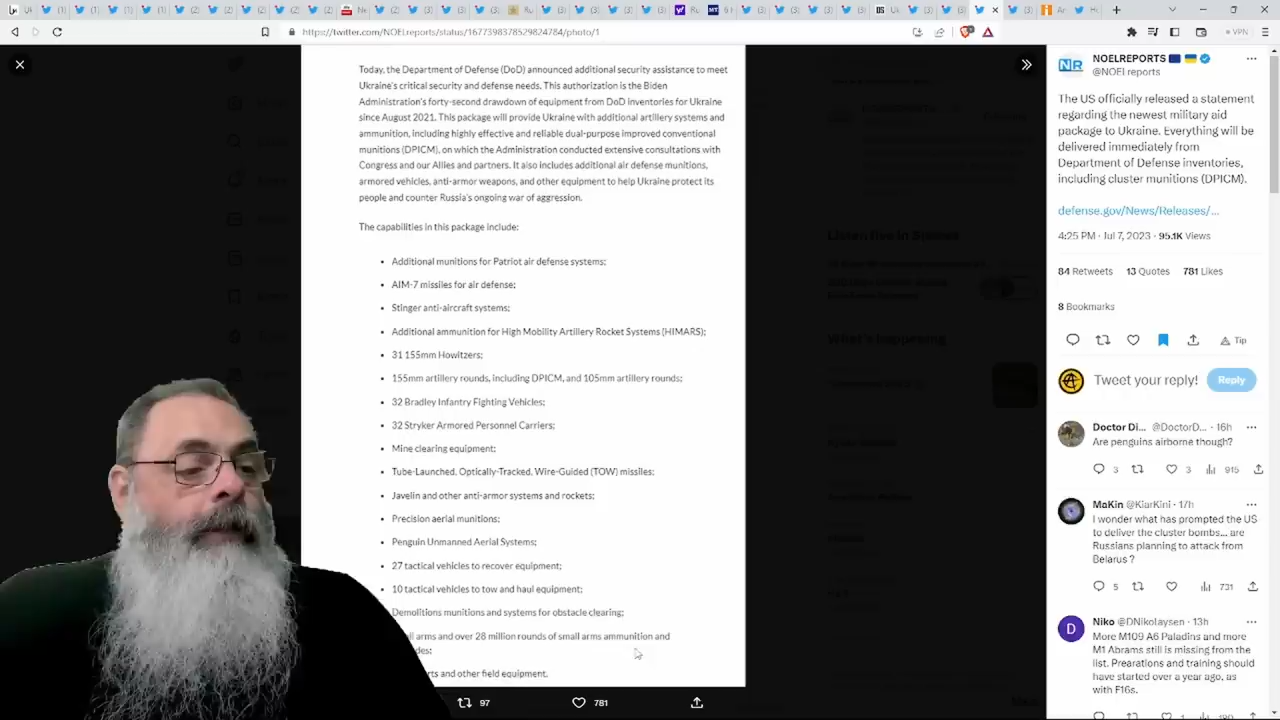 https://twitter.com/NOELreports/status/1677398378529824784/photo/1
VPN
Today, the Department of Defense (DoD) announced additional security assistance to meet
Ukraine's critical security and defense needs. This authorization is the Biden
Administration's forty-second drawdown of equipment from DoD inventories for Ukraine
since August 2021. This package will provide Ukraine with additional artillery systems and
ammunition, including highly effective and reliable dual-purpose improved conventional
munitions (DPICM), on which the Administration conducted extensive consultations with
Congress and our Allies and partners. It also includes additional air defense munitions,
armored vehicles, anti-armor weapons, and other equipment to help Ukraine protect its
people and counter Russia's ongoing war of aggression.
The capabilities in this package include:
• Additional munitions for Patriot air defense systems;
• AIM-7 missiles for air defense;
• Stinger anti-aircraft systems;
• Additional ammunition for High Mobility Artillery Rocket Systems (HIMARS);
• 31 155mm Howitzers;
• 155mm artillery rounds, including DPICM, and 105mm artillery rounds;
• 32 Bradley Infantry Fighting Vehicles;
• 32 Stryker Armored Personnel Carriers;
• Mine clearing equipment;
• Tube-Launched, Optically-Tracked, Wire-Guided (TOW) missiles;
• Javelin and other anti-armor systems and rockets;
• Precision aerial munitions;
• Penguin Unmanned Aerial Systems;
• 27 tactical vehicles to recover equipment;
• 10 tactical vehicles to tow and haul equipment;
Demolitions munitions and systems for obstacle clearing;
arms and over 28 million rounds of small arms ammunition and
and other field equipment.
97
781
Listen live in Spaces
What's happening
NOELREPORTS
@NOELreports
The US officially released a statement
regarding the newest military aid
package to Ukraine. Everything will be
delivered immediately from
Department of Defense inventories,
including cluster munitions (DPICM).
defense.gov/News/Releases/...
4:25 PM · Jul 7, 2023 · 95.1K Views
84 Retweets 13 Quotes 781 Likes
8 Bookmarks
Tip
Tweet your reply!
Reply
Doctor Di... @DoctorD... · 16h
Are penguins airborne though?
3 3 915
MaKin @KiarKini · 17h
I wonder what has prompted the US
to deliver the cluster bombs... are
Russians planning to attack from
Belarus ?
5 731
Niko @DNikolaysen · 13h
More M109 A6 Paladins and more
M1 Abrams still is missing from the
list. Prerations and training should
have started over a year ago, as
with F16s.